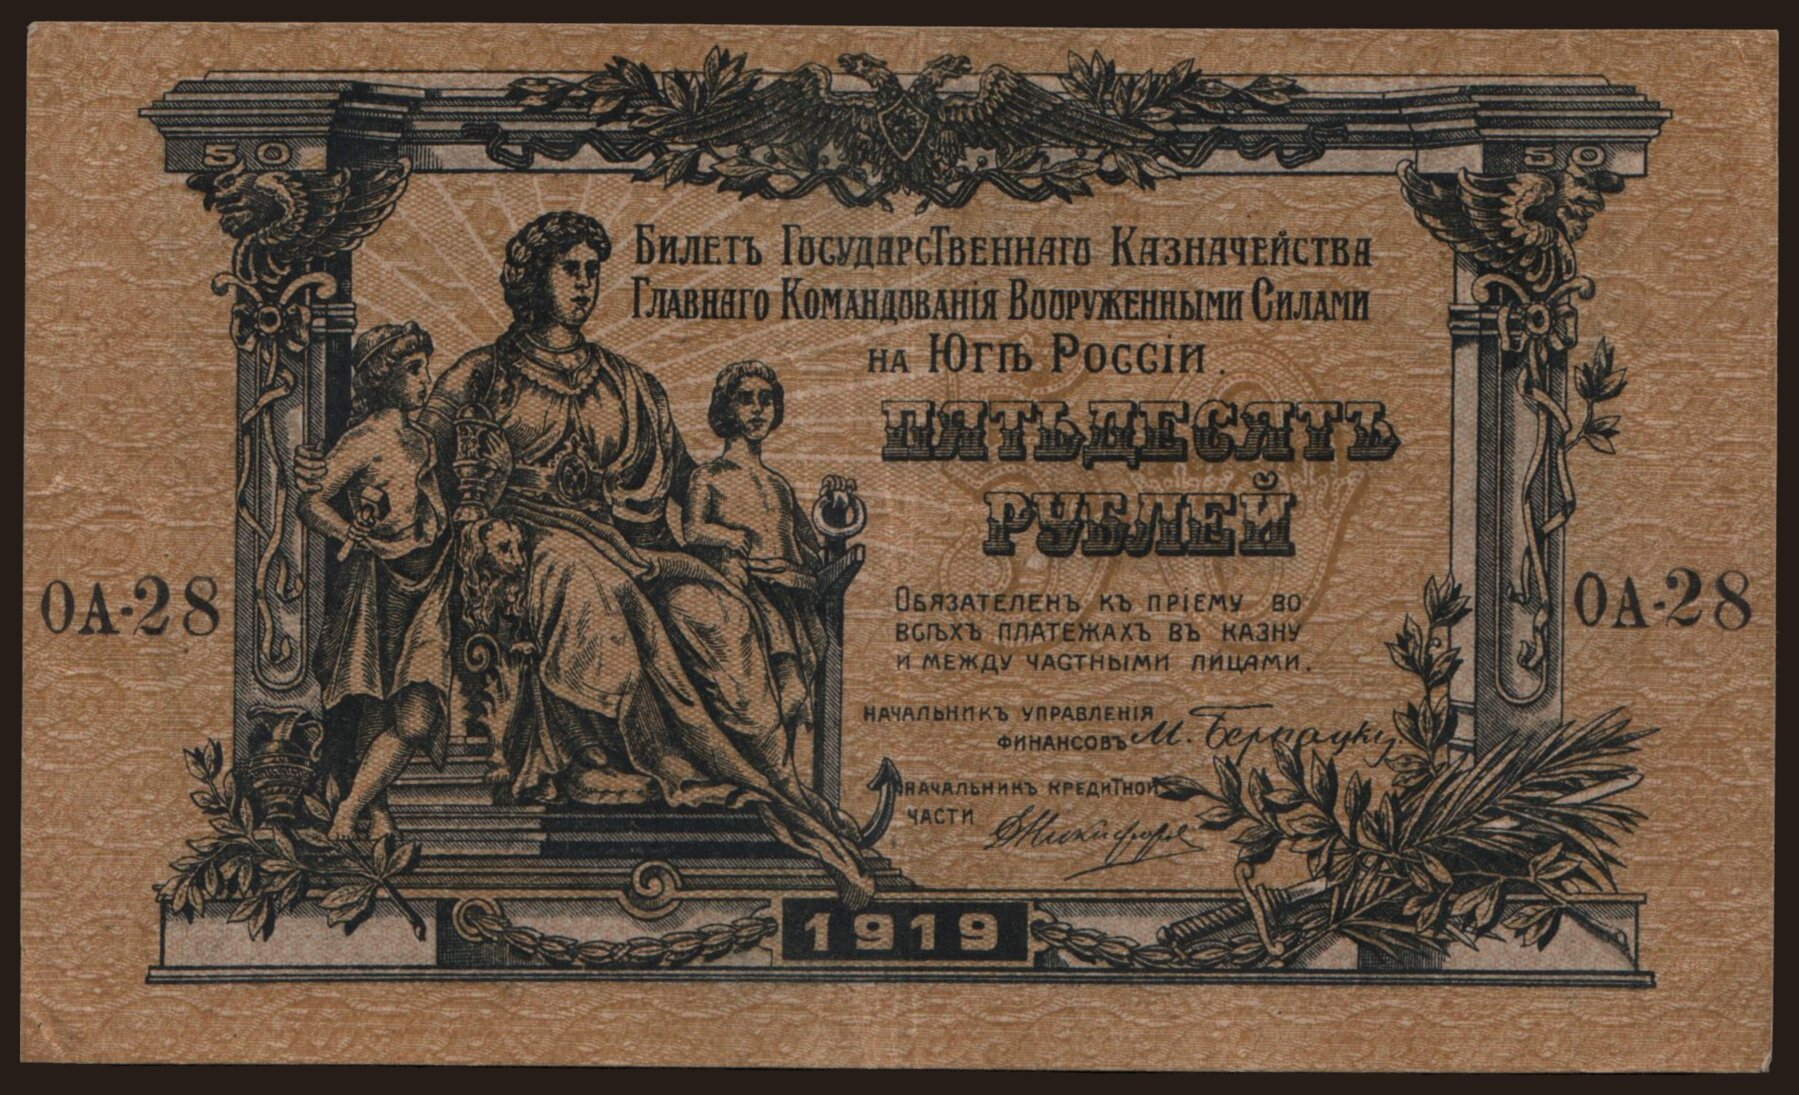 50
50
Билетъ Государственнаго Казначейства
Главнаго Командованія Вооруженными Силами
на Югѣ Россіи.
ПЯТЬДЕСЯТЪ
РУБЛЕЙ
50
Обязателенъ къ пріему во
всѣхъ платежахъ въ казну
и между частными лицами.
ОА-28
ОА-28
Начальникъ управленія
финансовъ М.
Начальникъ кредитной
части
1919